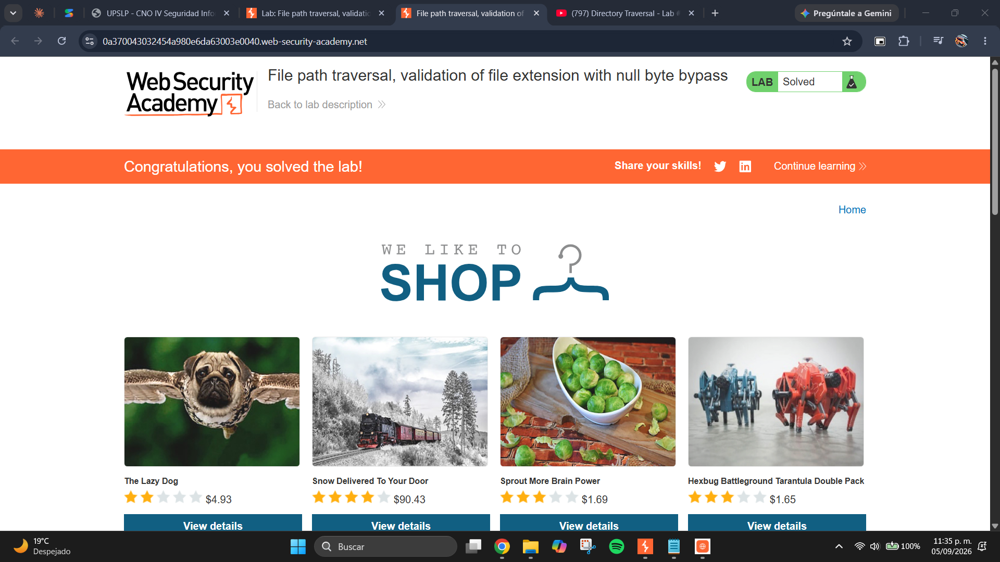 UPSLP - CNO IV Seguridad Info
Lab: File path traversal, validatio
File path traversal, validation of
(797) Directory Traversal - Lab #
Pregúntale a Gemini
0a370043032454a980e6da63003e0040.web-security-academy.net
Web Security
Academy
File path traversal, validation of file extension with null byte bypass
Back to lab description
LAB Solved
Congratulations, you solved the lab!
Share your skills!
Continue learning
Home
WE LIKE TO
SHOP
The Lazy Dog
$4.93
View details
Snow Delivered To Your Door
$90.43
View details
Sprout More Brain Power
$1.69
View details
Hexbug Battleground Tarantula Double Pack
$1.65
View details
19°C
Despejado
Buscar
100%
11:35 p. m.
05/09/2026